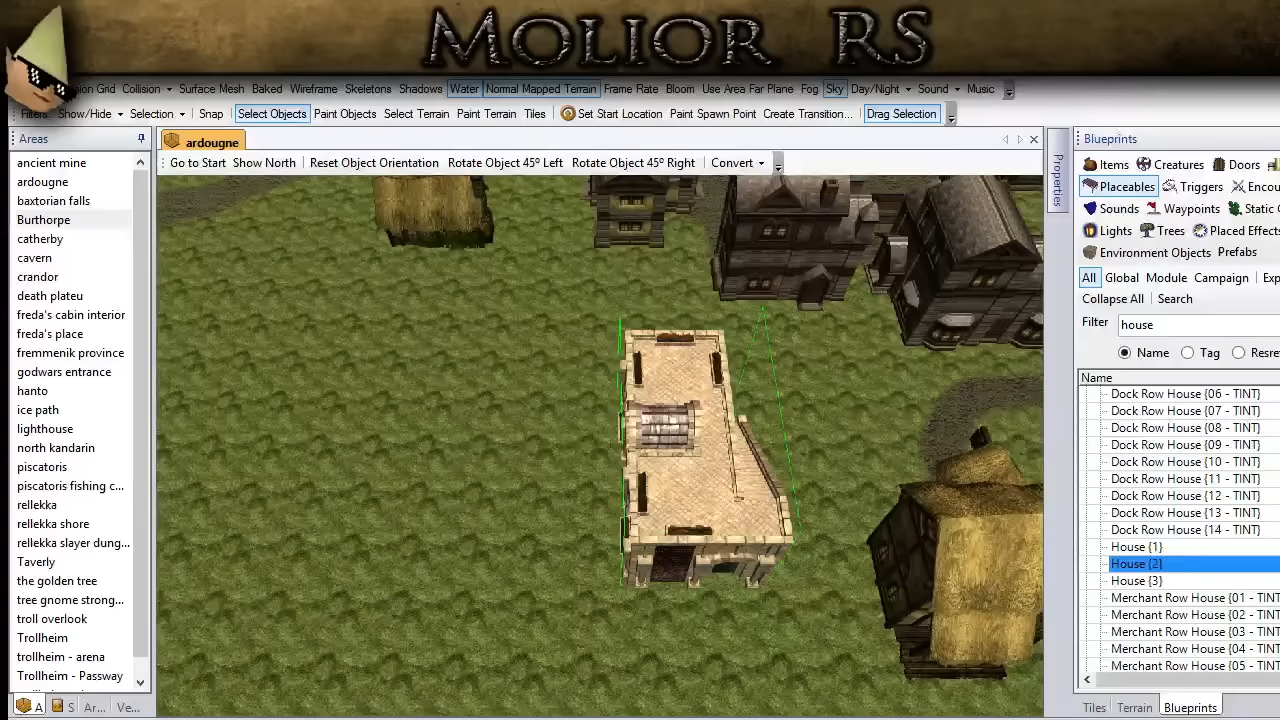 MOLIOR RS
on Grid Collision Surface Mesh Baked Wireframe Skeletons Shadows Water Normal Mapped Terrain Frame Rate Bloom Use Area Far Plane Fog Sky Day/Night Sound Music
Filters: Show/Hide Selection Snap Select Objects Paint Objects Select Terrain Paint Terrain Tiles Set Start Location Paint Spawn Point Create Transition... Drag Selection
Areas
ancient mine
ardougne
baxtorian falls
Burthorpe
catherby
cavern
crandor
death plateu
freda's cabin interior
freda's place
fremmenik province
godwars entrance
hanto
ice path
lighthouse
north kandarin
piscatoris
piscatoris fishing c...
rellekka
rellekka shore
rellekka slayer dung...
Taverly
the golden tree
tree gnome strong...
troll overlook
Trollheim
trollheim - arena
Trollheim - Passway
A S Ar... Ve...
ardougne
Go to Start Show North Reset Object Orientation Rotate Object 45º Left Rotate Object 45º Right Convert
Properties
Blueprints
Items Creatures Doors
Placeables Triggers Encou
Sounds Waypoints Static C
Lights Trees Placed Effects
Environment Objects Prefabs
All Global Module Campaign Exp
Collapse All Search
Filter house
Name Tag Resre
Name
Dock Row House {06 - TINT}
Dock Row House {07 - TINT}
Dock Row House {08 - TINT}
Dock Row House {09 - TINT}
Dock Row House {10 - TINT}
Dock Row House {11 - TINT}
Dock Row House {12 - TINT}
Dock Row House {13 - TINT}
Dock Row House {14 - TINT}
House {1}
House {2}
House {3}
Merchant Row House {01 - TINT
Merchant Row House {02 - TINT
Merchant Row House {03 - TINT
Merchant Row House {04 - TINT
Merchant Row House {05 - TINT
Tiles Terrain Blueprints